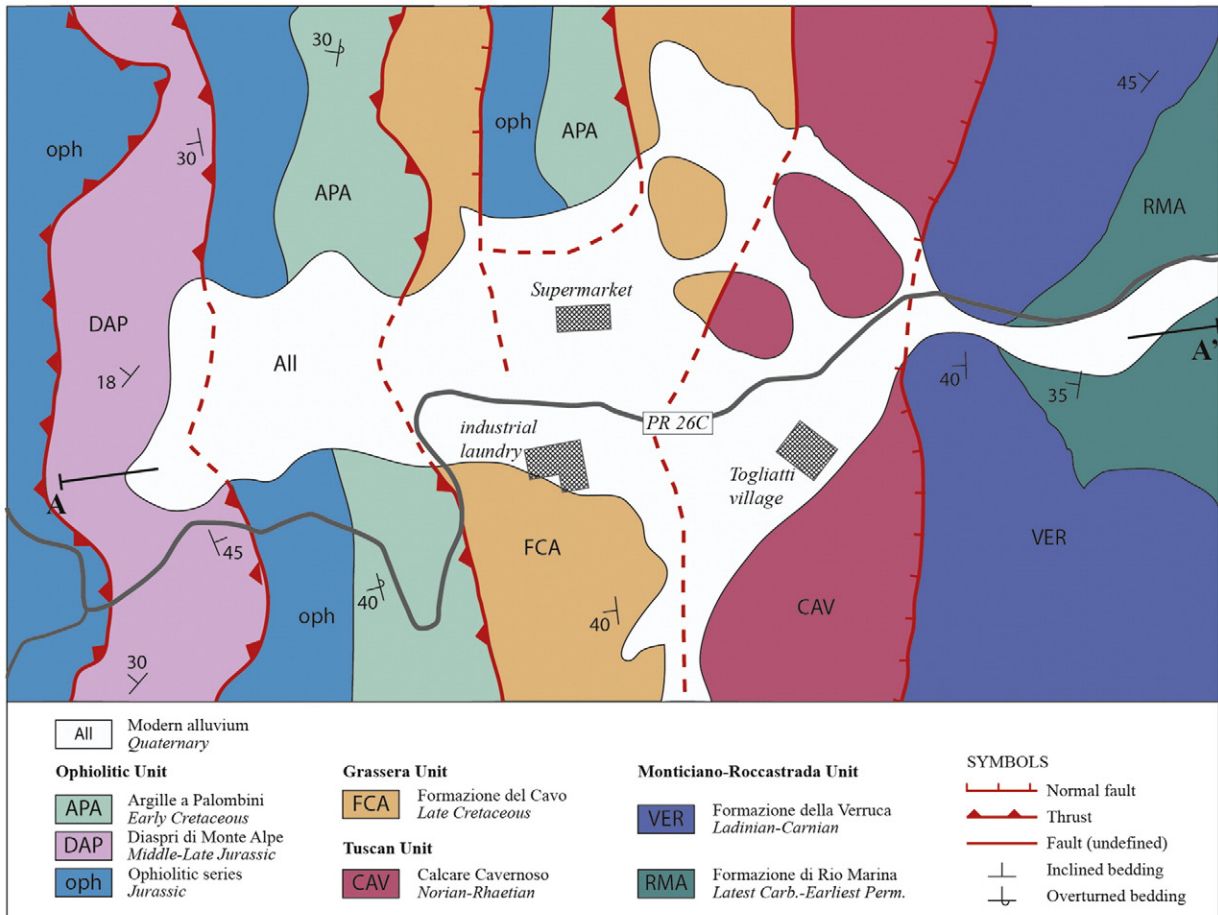 30
45
oph
30
oph
APA
APA
RMA
DAP
Supermarket
All
18
A'
40
35
PR 26C
industrial
laundry
Togliatti
village
A
45
FCA
VER
40
oph
CAV
40
30
All
Modern alluvium
Quaternary
Ophiolitic Unit
APA
Argille a Palombini
Early Cretaceous
DAP
Diaspri di Monte Alpe
Middle-Late Jurassic
oph
Ophiolitic series
Jurassic
Grassera Unit
FCA
Formazione del Cavo
Late Cretaceous
Tuscan Unit
CAV
Calcare Cavernoso
Norian-Rhaetian
Monticiano-Roccastrada Unit
VER
Formazione della Verruca
Ladinian-Carnian
RMA
Formazione di Rio Marina
Latest Carb.-Earliest Perm.
SYMBOLS
Normal fault
Thrust
Fault (undefined)
Inclined bedding
Overturned bedding